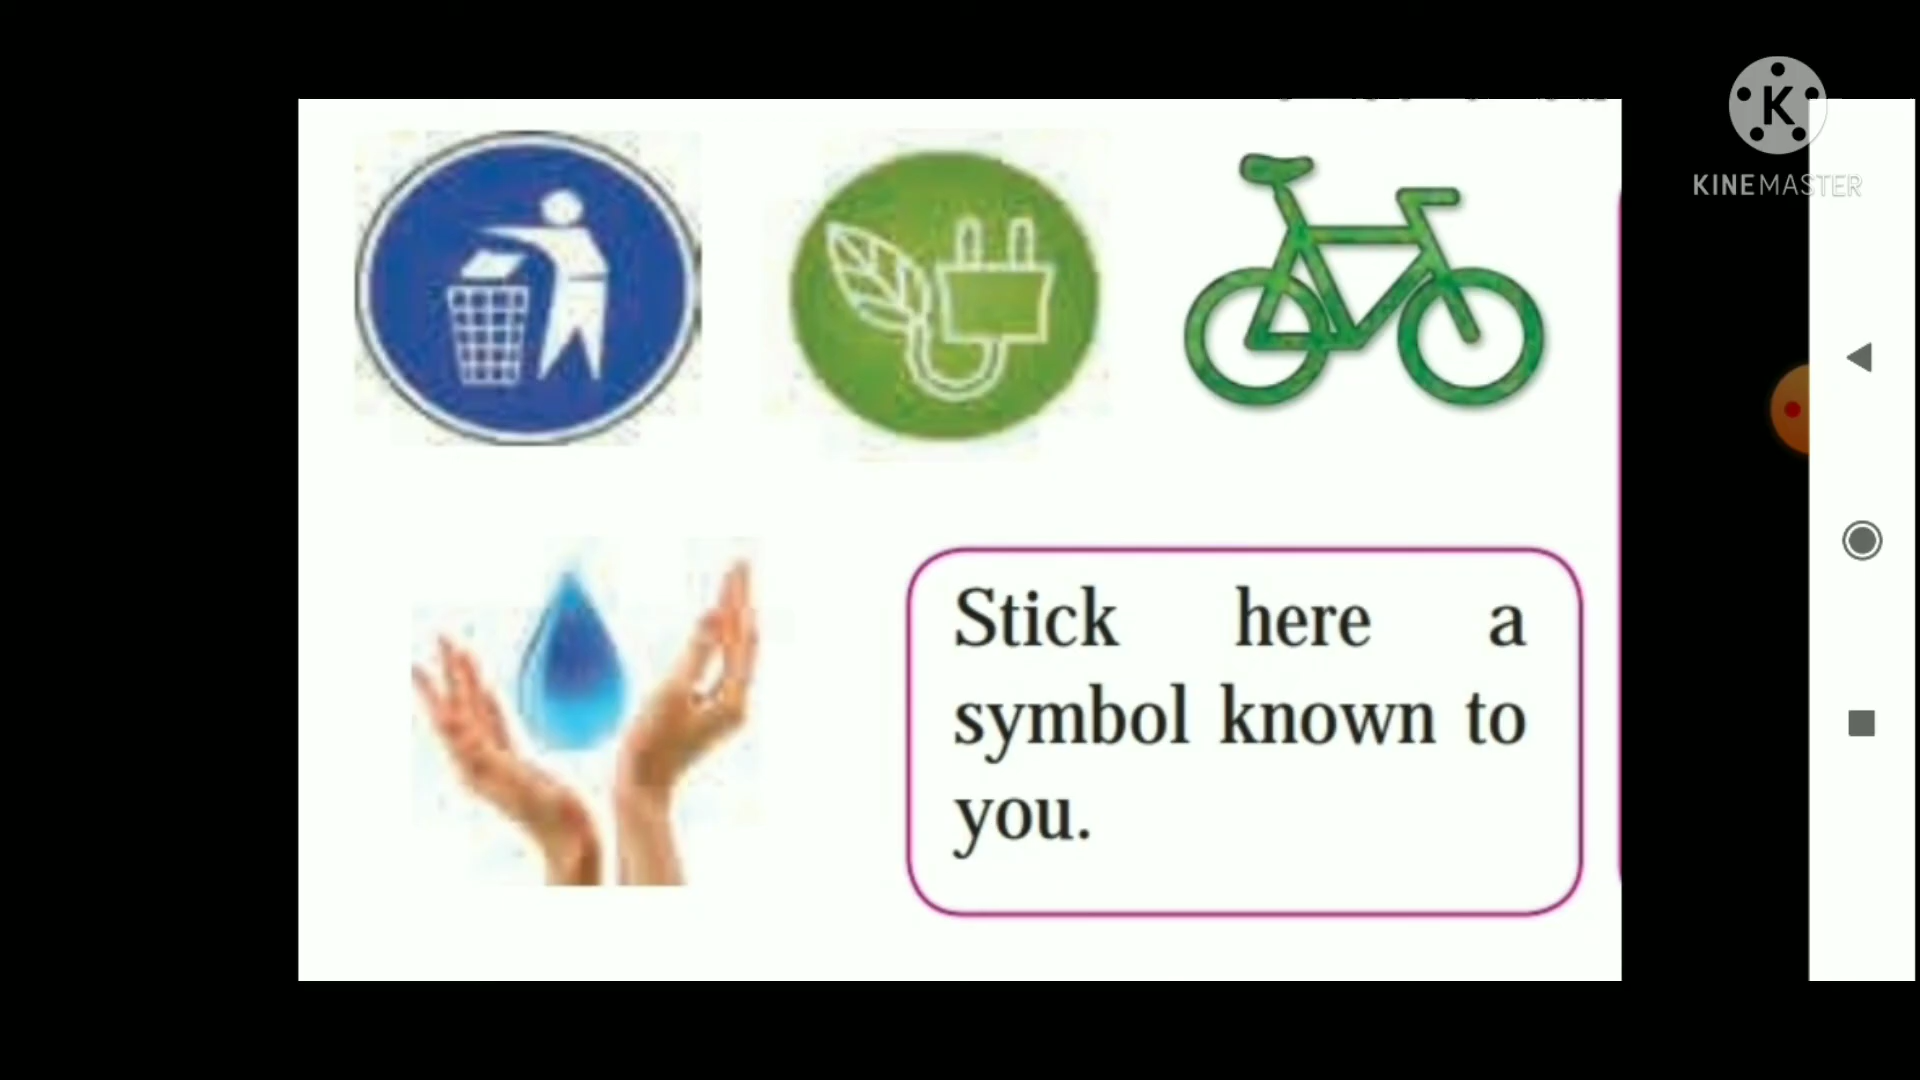 K
KINEMASTER
Stick here a
symbol known to
you.